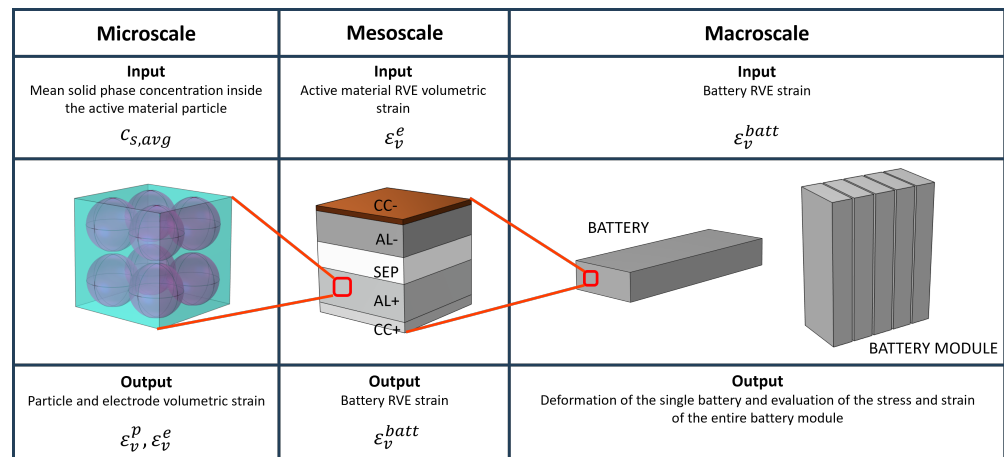 Microscale
Mesoscale
Macroscale
Input
Mean solid phase concentration inside
the active material particle
c_{s,avg}
Input
Active material RVE volumetric
strain
ε_v^e
Input
Battery RVE strain
ε_v^{batt}
CC-
AL-
SEP
AL+
CC+
BATTERY
BATTERY MODULE
Output
Particle and electrode volumetric strain
ε_v^p, ε_v^e
Output
Battery RVE strain
ε_v^{batt}
Output
Deformation of the single battery and evaluation of the stress and strain
of the entire battery module